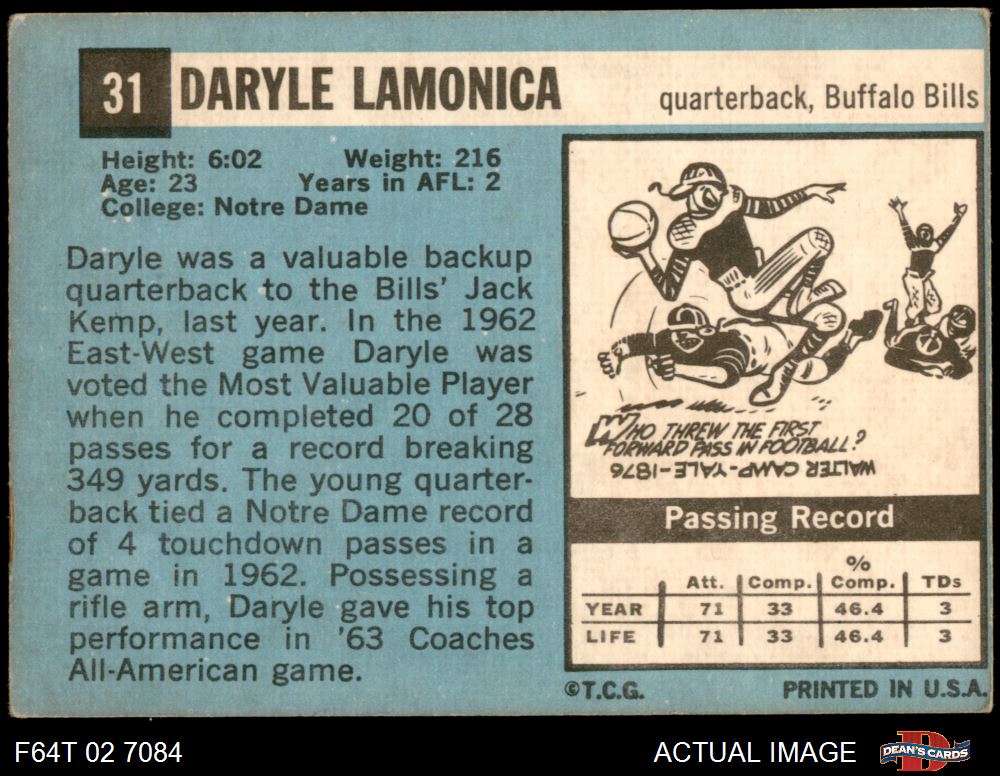 31 DARYLE LAMONICA
quarterback, Buffalo Bills
Height: 6:02 Weight: 216
Age: 23 Years in AFL: 2
College: Notre Dame
Daryle was a valuable backup
quarterback to the Bills' Jack
Kemp, last year. In the 1962
East-West game Daryle was
voted the Most Valuable Player
when he completed 20 of 28
passes for a record breaking
349 yards. The young quarter-
back tied a Notre Dame record
of 4 touchdown passes in a
game in 1962. Possessing a
rifle arm, Daryle gave his top
performance in '63 Coaches
All-American game.
WHO THREW THE FIRST
FORWARD PASS IN FOOTBALL?
WALTER CAMP-YALE-1876
Passing Record
Att. Comp. % Comp. TDs
YEAR 71 33 46.4 3
LIFE 71 33 46.4 3
©T.C.G. PRINTED IN U.S.A.
F64T 02 7084 ACTUAL IMAGE DEAN'S CARDS